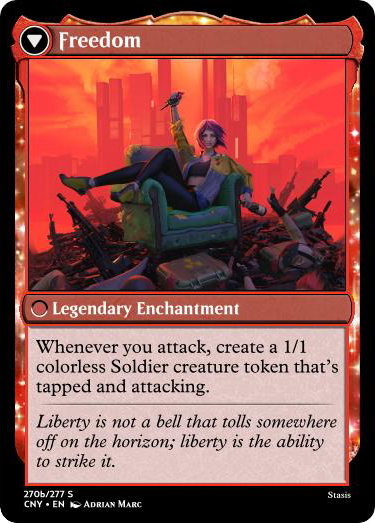 Freedom
Legendary Enchantment
Whenever you attack, create a 1/1
colorless Soldier creature token that's
tapped and attacking.
Liberty is not a bell that tolls somewhere
off on the horizon; liberty is the ability
to strike it.
270b/277 S
Stasis
CNY • EN Adrian Marc